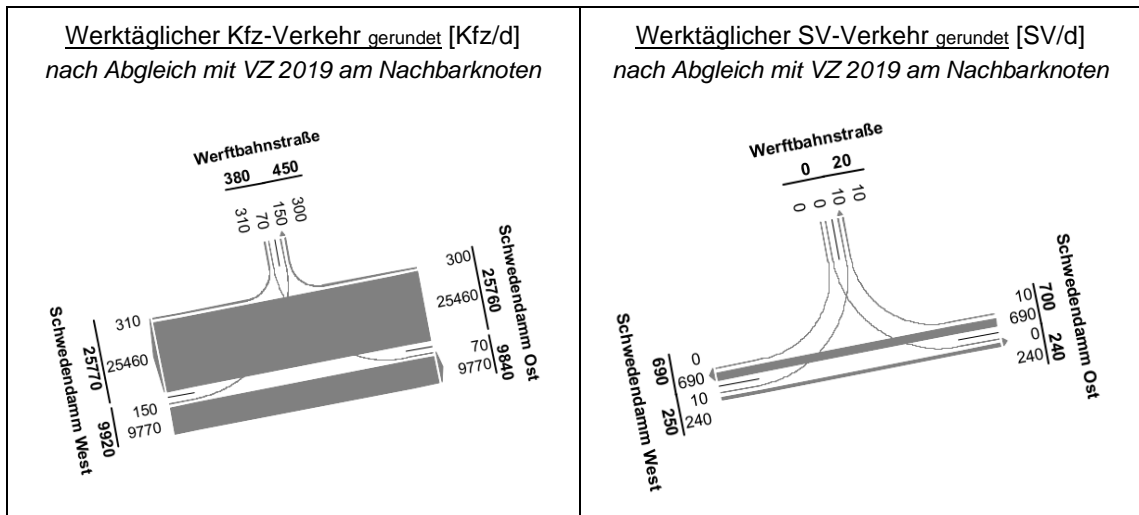 Werktäglicher Kfz-Verkehr gerundet [Kfz/d]
nach Abgleich mit VZ 2019 am Nachbarknoten
Werftbahnstraße
380 450
310 70 150 300
Schwedendamm West
25770
9920
310
25460
150
9770
300
25460
70
9770
25760
9840
Schwedendamm Ost
Werktäglicher SV-Verkehr gerundet [SV/d]
nach Abgleich mit VZ 2019 am Nachbarknoten
Werftbahnstraße
0 20
0 0 10 10
Schwedendamm West
690
250
0
690
10
240
10
690
0
240
700
240
Schwedendamm Ost